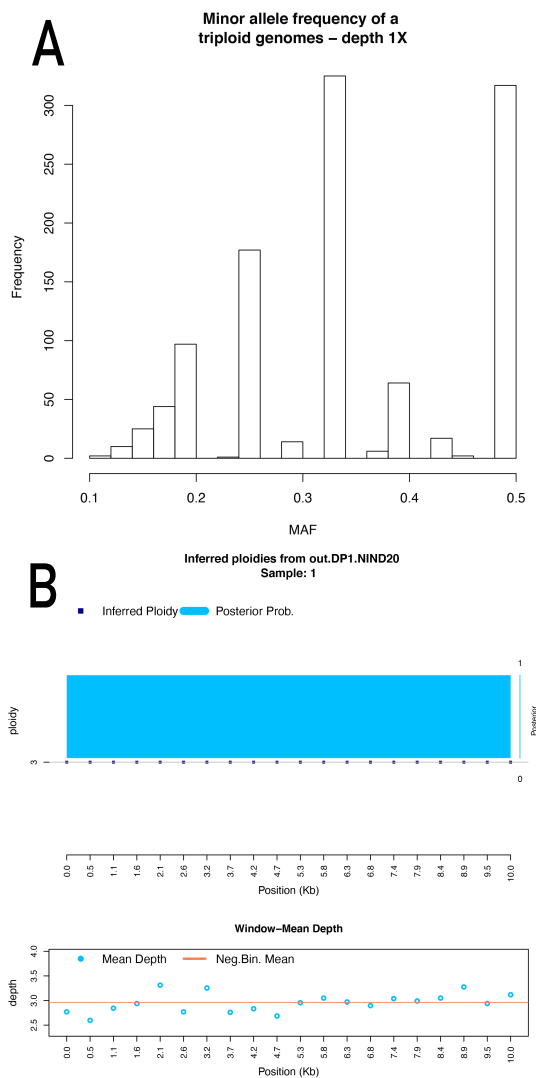 A
Minor allele frequency of a
triploid genomes – depth 1X
Frequency
300
250
200
150
100
50
0
0.1 0.2 0.3 0.4 0.5
MAF
B
Inferred ploidies from out.DP1.NIND20
Sample: 1
Inferred Ploidy Posterior Prob.
ploidy
3
1
Posterior
0
0.0 0.5 1.1 1.6 2.1 2.6 3.2 3.7 4.2 4.7 5.3 5.8 6.3 6.8 7.4 7.9 8.4 8.9 9.5 10.0
Position (Kb)
Window–Mean Depth
Mean Depth Neg.Bin. Mean
depth
4.0
3.5
3.0
2.5
0.0 0.5 1.1 1.6 2.1 2.6 3.2 3.7 4.2 4.7 5.3 5.8 6.3 6.8 7.4 7.9 8.4 8.9 9.5 10.0
Position (Kb)